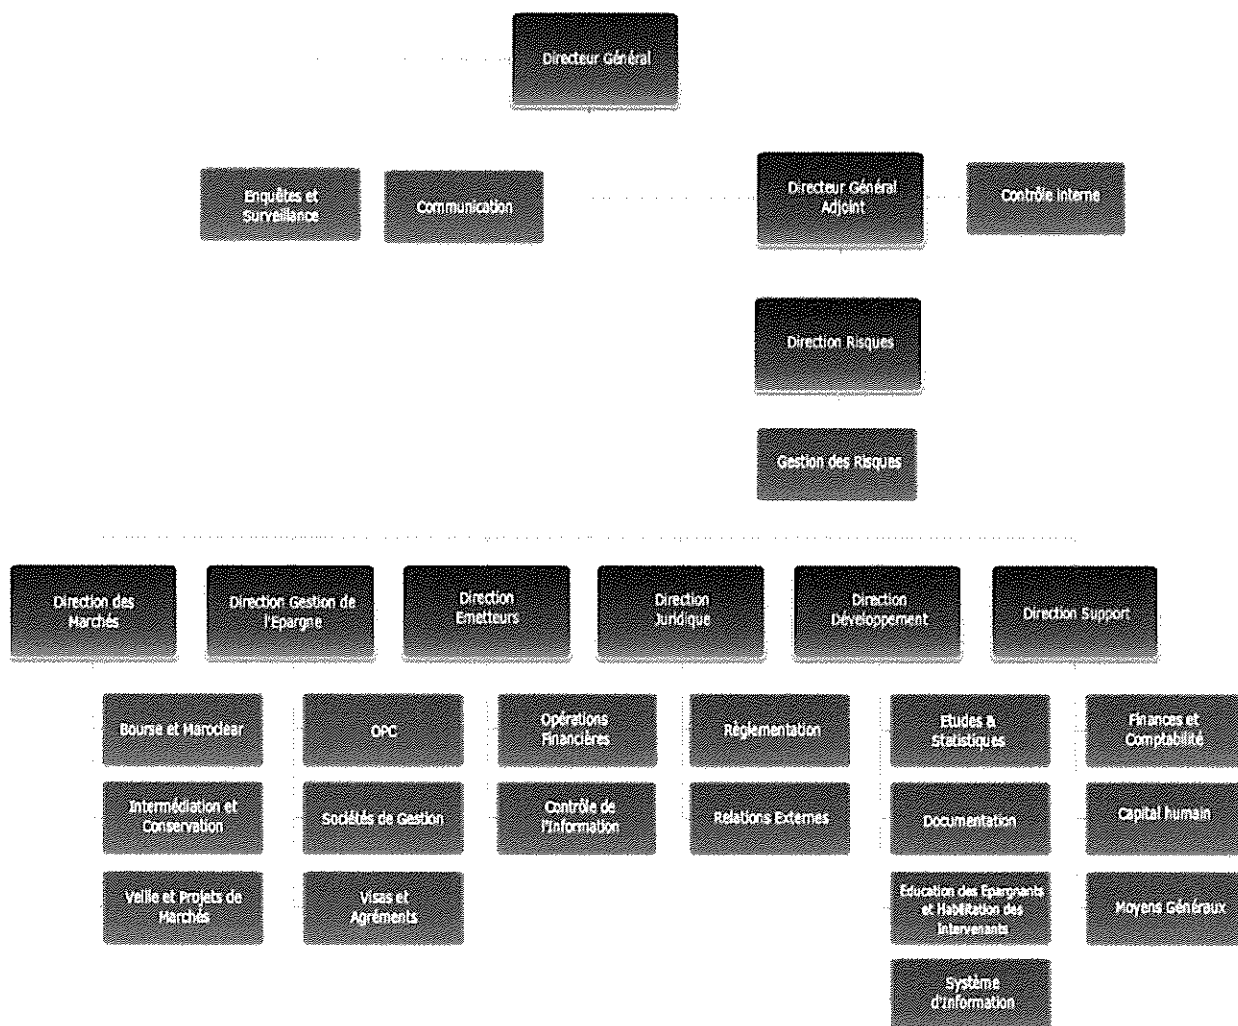 Directeur Général
Enquêtes et
Surveillance
Communication
Directeur Général
Adjoint
Contrôle Interne
Direction Risques
Gestion des Risques
Direction des
Marchés
Direction Gestion de
l'Epargne
Direction
Emetteurs
Direction
Juridique
Direction
Développement
Direction Support
Bourse et Maroclear
OPC
Opérations
Financières
Règlementation
Etudes &
Statistiques
Finances et
Comptabilité
Intermédiation et
Conservation
Sociétés de Gestion
Contrôle de
l'Information
Relations Externes
Documentation
Capital humain
Veille et Projets de
Marchés
Visas et
Agréments
Education des Epargnants
et Habilitation des
Intervenants
Moyens Généraux
Système
d'Information